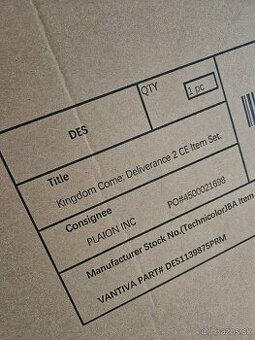 DES
QTY
1 pc
Title
Kingdom Come: Deliverance 2 CE Item Set.
Consignee
PLAION INC
PO#4500021698
Manufacturer Stock No.(Technicolor)BA Item
VANTIVA PART# DES1139875PRM